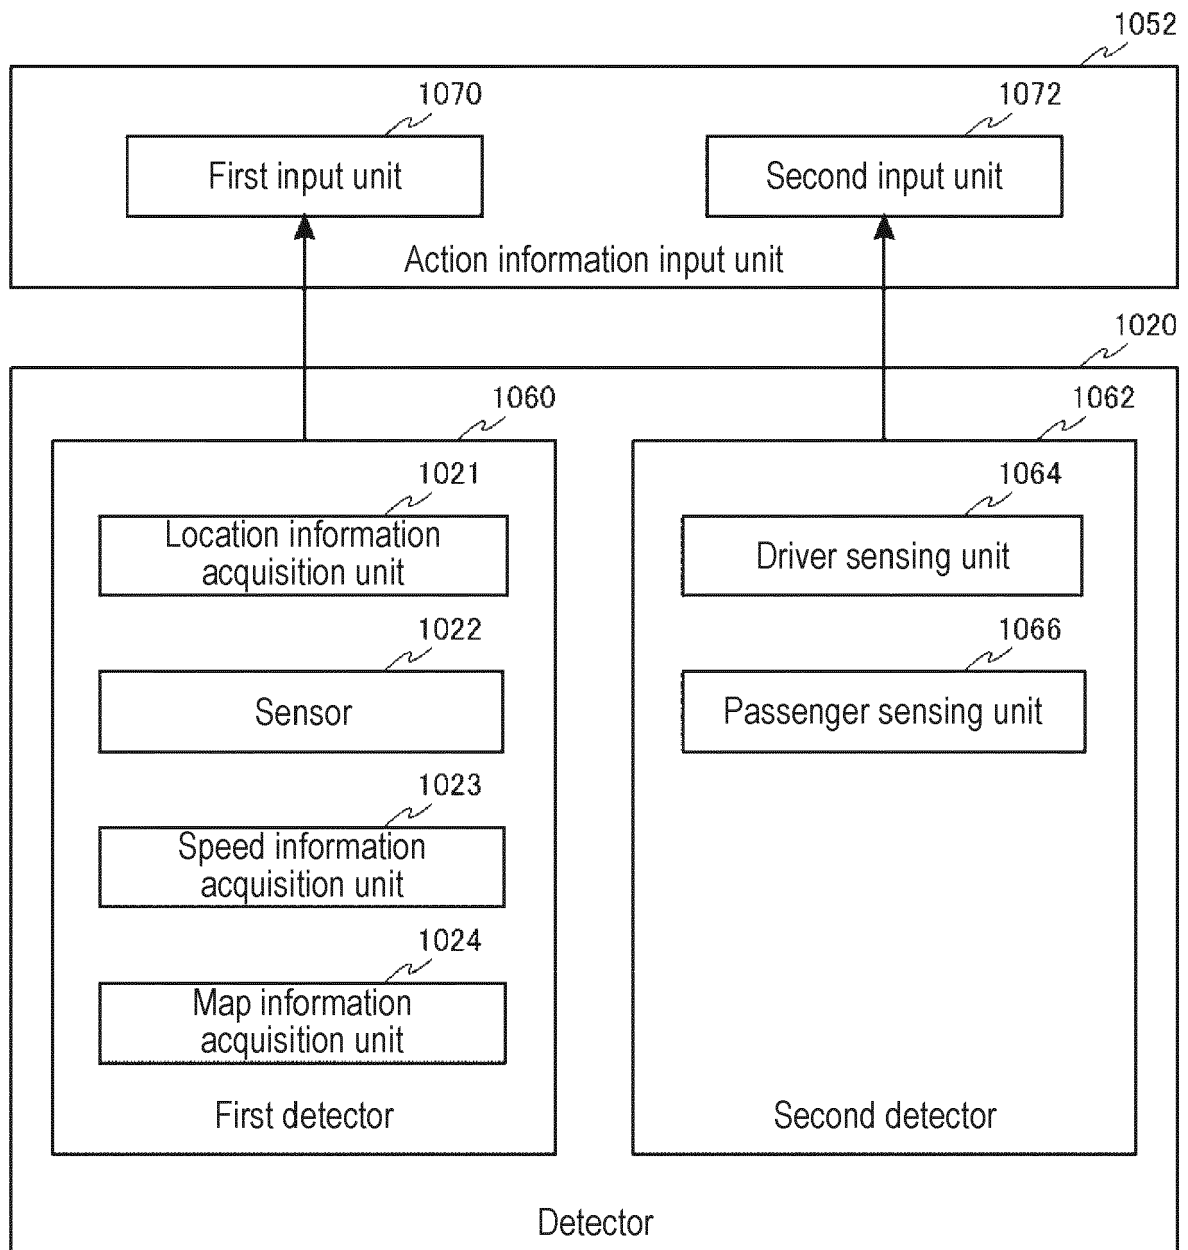 1052
1070
1072
First input unit
Second input unit
Action information input unit
1020
1060
1062
1021
1064
Location information
acquisition unit
Driver sensing unit
1022
1066
Sensor
Passenger sensing unit
1023
Speed information
acquisition unit
1024
Map information
acquisition unit
First detector
Second detector
Detector